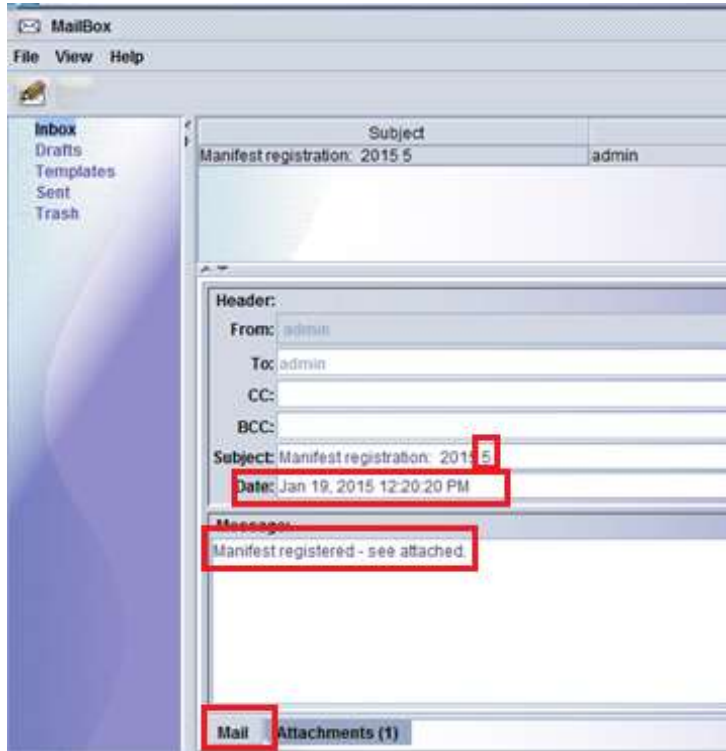 MailBox
File View Help
Inbox
Drafts
Templates
Sent
Trash
Subject
Manifest registration: 2015 5 admin
Header:
From: admin
To: admin
CC:
BCC:
Subject: Manifest registration: 2015 5
Date: Jan 19, 2015 12:20:20 PM
Message:
Manifest registered - see attached.
Mail Attachments (1)